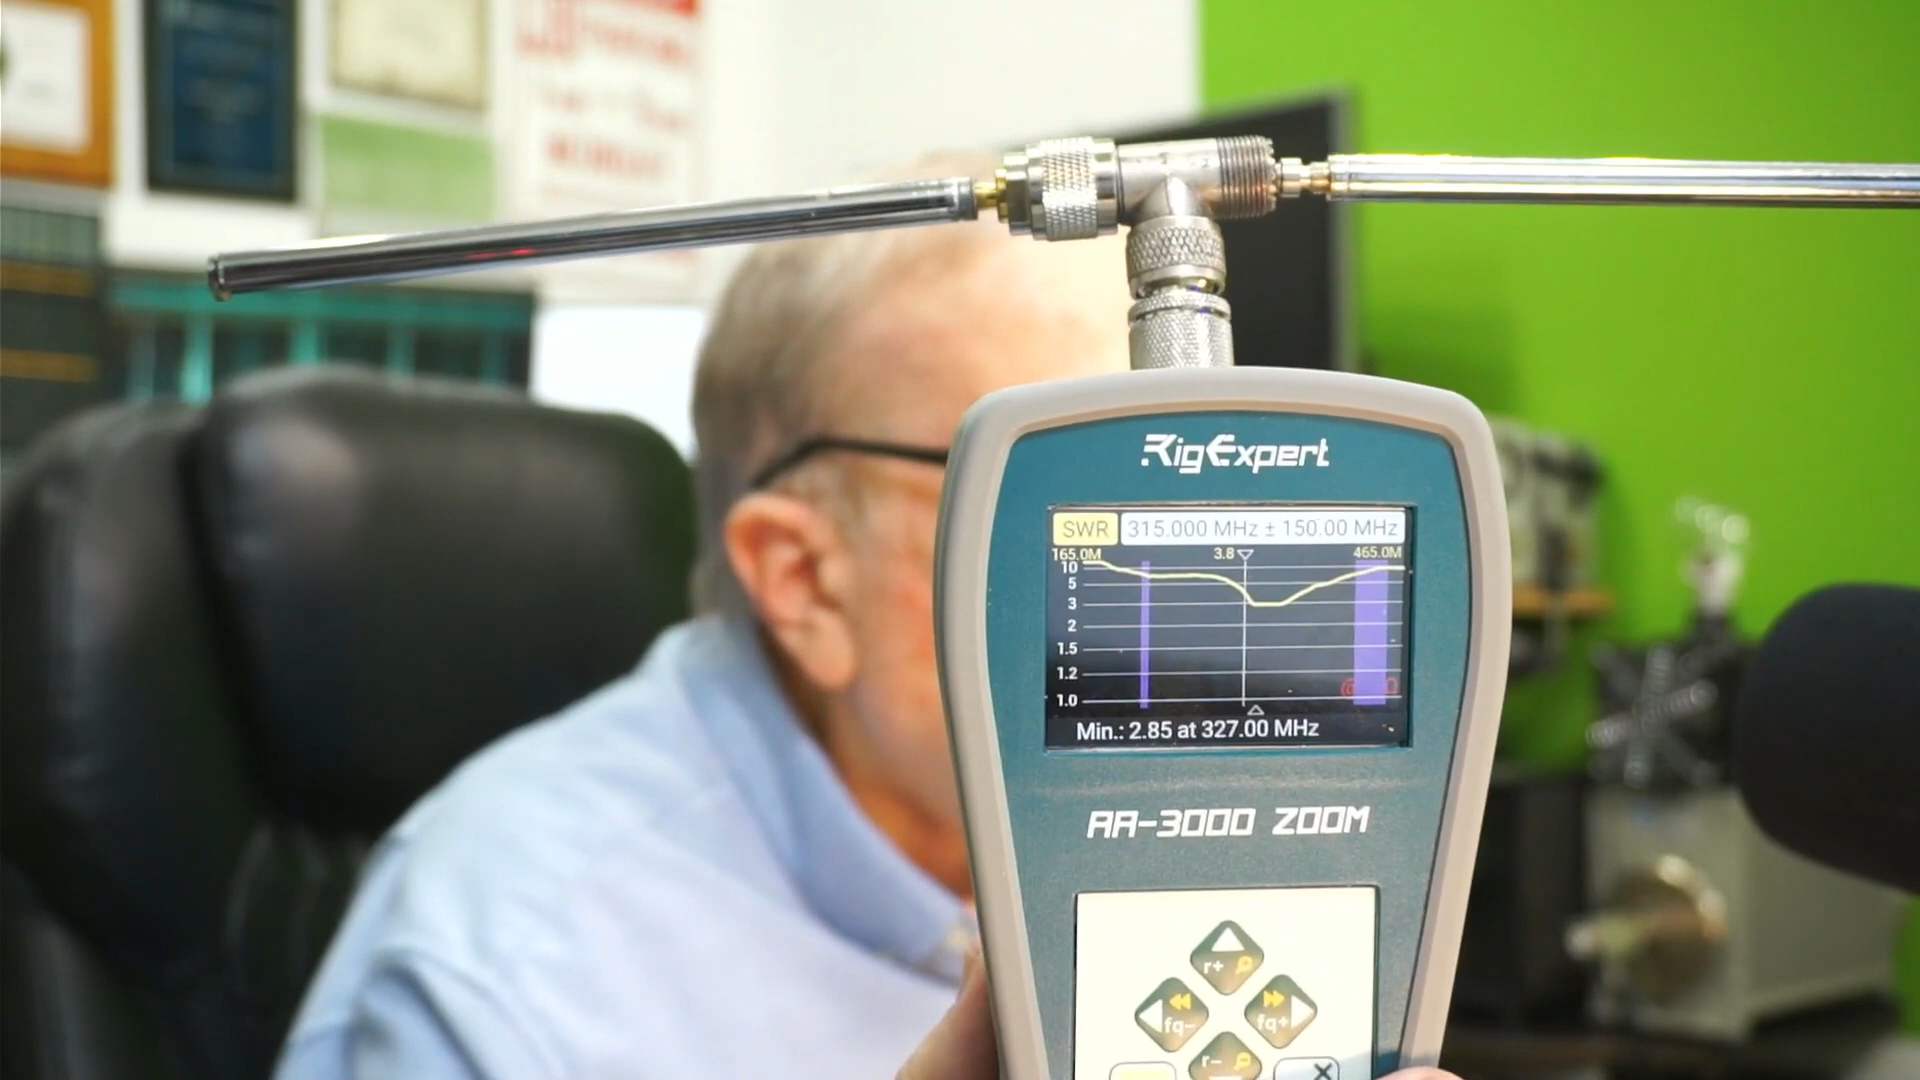 RigExpert
SWR 315.000 MHz ± 150.00 MHz
165.0M 3.8 465.0M
10
5
3
2
1.5
1.2
1.0
Min.: 2.85 at 327.00 MHz
AA-3000 ZOOM
r+
fq- fq+
r-